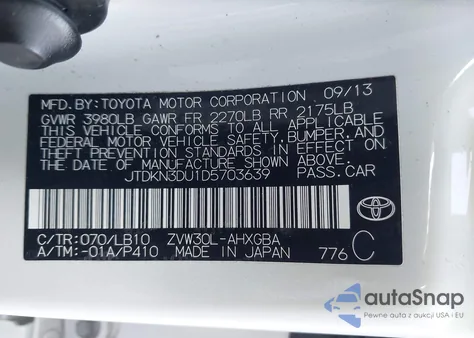 MFD.BY:TOYOTA MOTOR CORPORATION 09/13
GVWR 3980LB GAWR FR 2270LB RR 2175LB
THIS VEHICLE CONFORMS TO ALL APPLICABLE
FEDERAL MOTOR VEHICLE SAFETY, BUMPER, AND
THEFT PREVENTION STANDARDS IN EFFECT ON
THE DATE OF MANUFACTURE SHOWN ABOVE.
JTDKN3DU1D5703639 PASS.CAR
TOYOTA
C/TR:070/LB10 ZVW30L-AHXGBA
A/TM:-01A/P410 MADE IN JAPAN 776 C
autoSnap
Pewne auta z aukcji w USA i EU